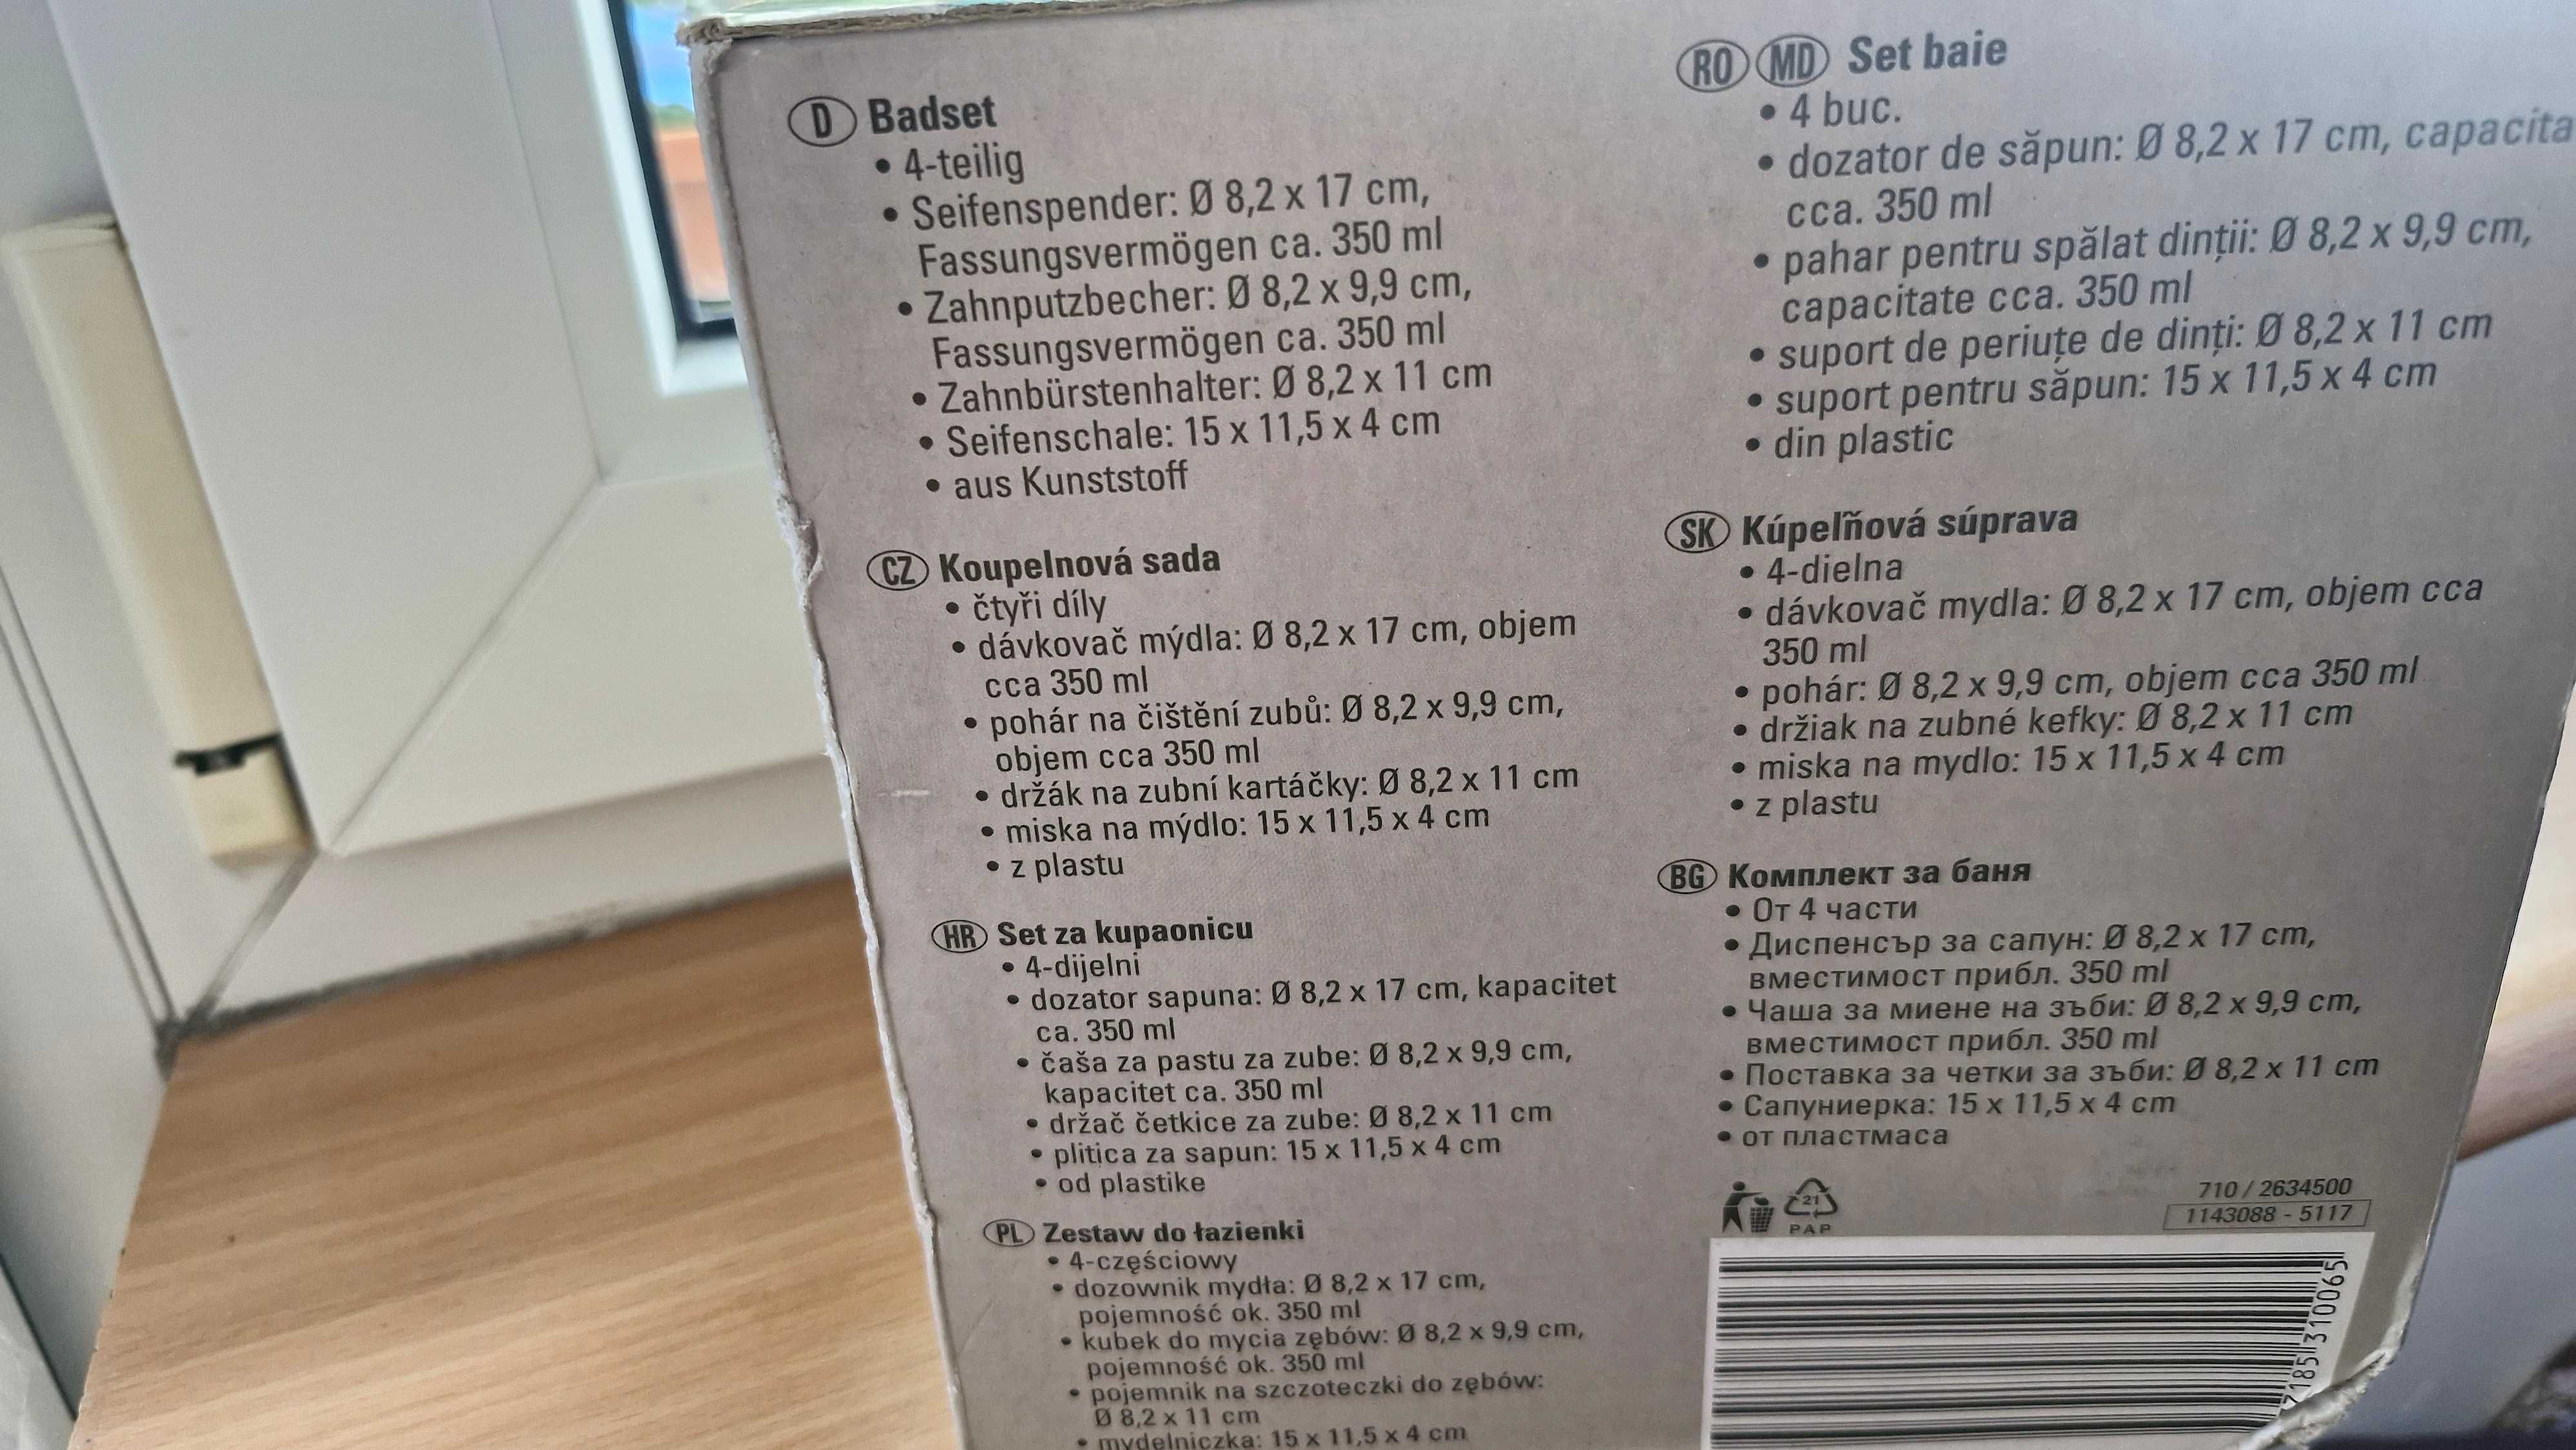 D Badset
• 4-teilig
• Seifenspender: Ø 8,2 x 17 cm,
Fassungsvermögen ca. 350 ml
• Zahnputzbecher: Ø 8,2 x 9,9 cm,
Fassungsvermögen ca. 350 ml
• Zahnbürstenhalter: Ø 8,2 x 11 cm
• Seifenschale: 15 x 11,5 x 4 cm
• aus Kunststoff
CZ Koupelnová sada
• čtyři díly
• dávkovač mýdla: Ø 8,2 x 17 cm, objem
cca 350 ml
• pohár na čištění zubů: Ø 8,2 x 9,9 cm,
objem cca 350 ml
• držák na zubní kartáčky: Ø 8,2 x 11 cm
• miska na mýdlo: 15 x 11,5 x 4 cm
• z plastu
HR Set za kupaonicu
• 4-dijelni
• dozator sapuna: Ø 8,2 x 17 cm, kapacitet
ca. 350 ml
• čaša za pastu za zube: Ø 8,2 x 9,9 cm,
kapacitet ca. 350 ml
• držač četkice za zube: Ø 8,2 x 11 cm
• plitica za sapun: 15 x 11,5 x 4 cm
• od plastike
PL Zestaw do łazienki
• 4-częściowy
• dozownik mydła: Ø 8,2 x 17 cm,
pojemność ok. 350 ml
• kubek do mycia zębów: Ø 8,2 x 9,9 cm,
pojemność ok. 350 ml
• pojemnik na szczoteczki do zębów:
Ø 8,2 x 11 cm
• mydelniczka: 15 x 11,5 x 4 cm
RO MD Set baie
• 4 buc.
• dozator de săpun: Ø 8,2 x 17 cm, capacita
cca. 350 ml
• pahar pentru spălat dinții: Ø 8,2 x 9,9 cm,
capacitate cca. 350 ml
• suport de periuțe de dinți: Ø 8,2 x 11 cm
• suport pentru săpun: 15 x 11,5 x 4 cm
• din plastic
SK Kúpeľňová súprava
• 4-dielna
• dávkovač mydla: Ø 8,2 x 17 cm, objem cca
350 ml
• pohár: Ø 8,2 x 9,9 cm, objem cca 350 ml
• držiak na zubné kefky: Ø 8,2 x 11 cm
• miska na mydlo: 15 x 11,5 x 4 cm
• z plastu
BG Комплект за баня
• От 4 части
• Диспенсър за сапун: Ø 8,2 x 17 cm,
вместимост прибл. 350 ml
• Чаша за миене на зъби: Ø 8,2 x 9,9 cm,
вместимост прибл. 350 ml
• Поставка за четки за зъби: Ø 8,2 x 11 cm
• Сапуниерка: 15 x 11,5 x 4 cm
• от пластмаса
21
PAP
710 / 2634500
1143088 - 5117